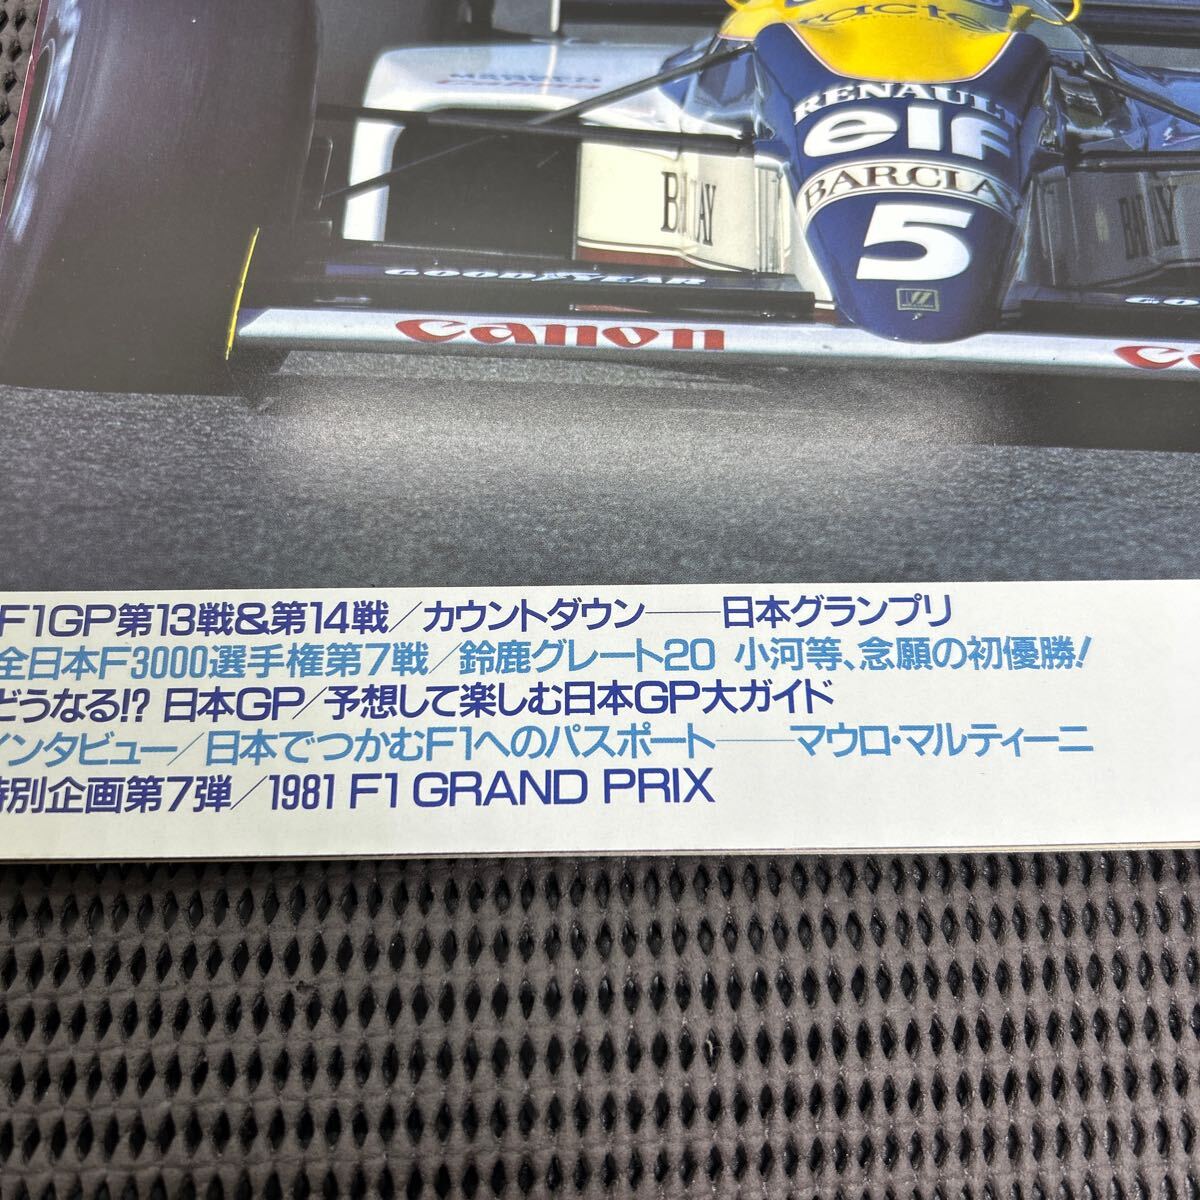 RENAULT
elf
BARCLAY
BARCLAY
5
GOODYEAR
Canon
F1GP第13戦&第14戦/カウントダウン──日本グランプリ
全日本F3000選手権第7戦/鈴鹿グレート20 小河等、念願の初優勝!
どうなる!? 日本GP/予想して楽しむ日本GP大ガイド
インタビュー/日本でつかむF1へのパスポート──マウロ・マルティーニ
特別企画第7弾/1981 F1 GRAND PRIX